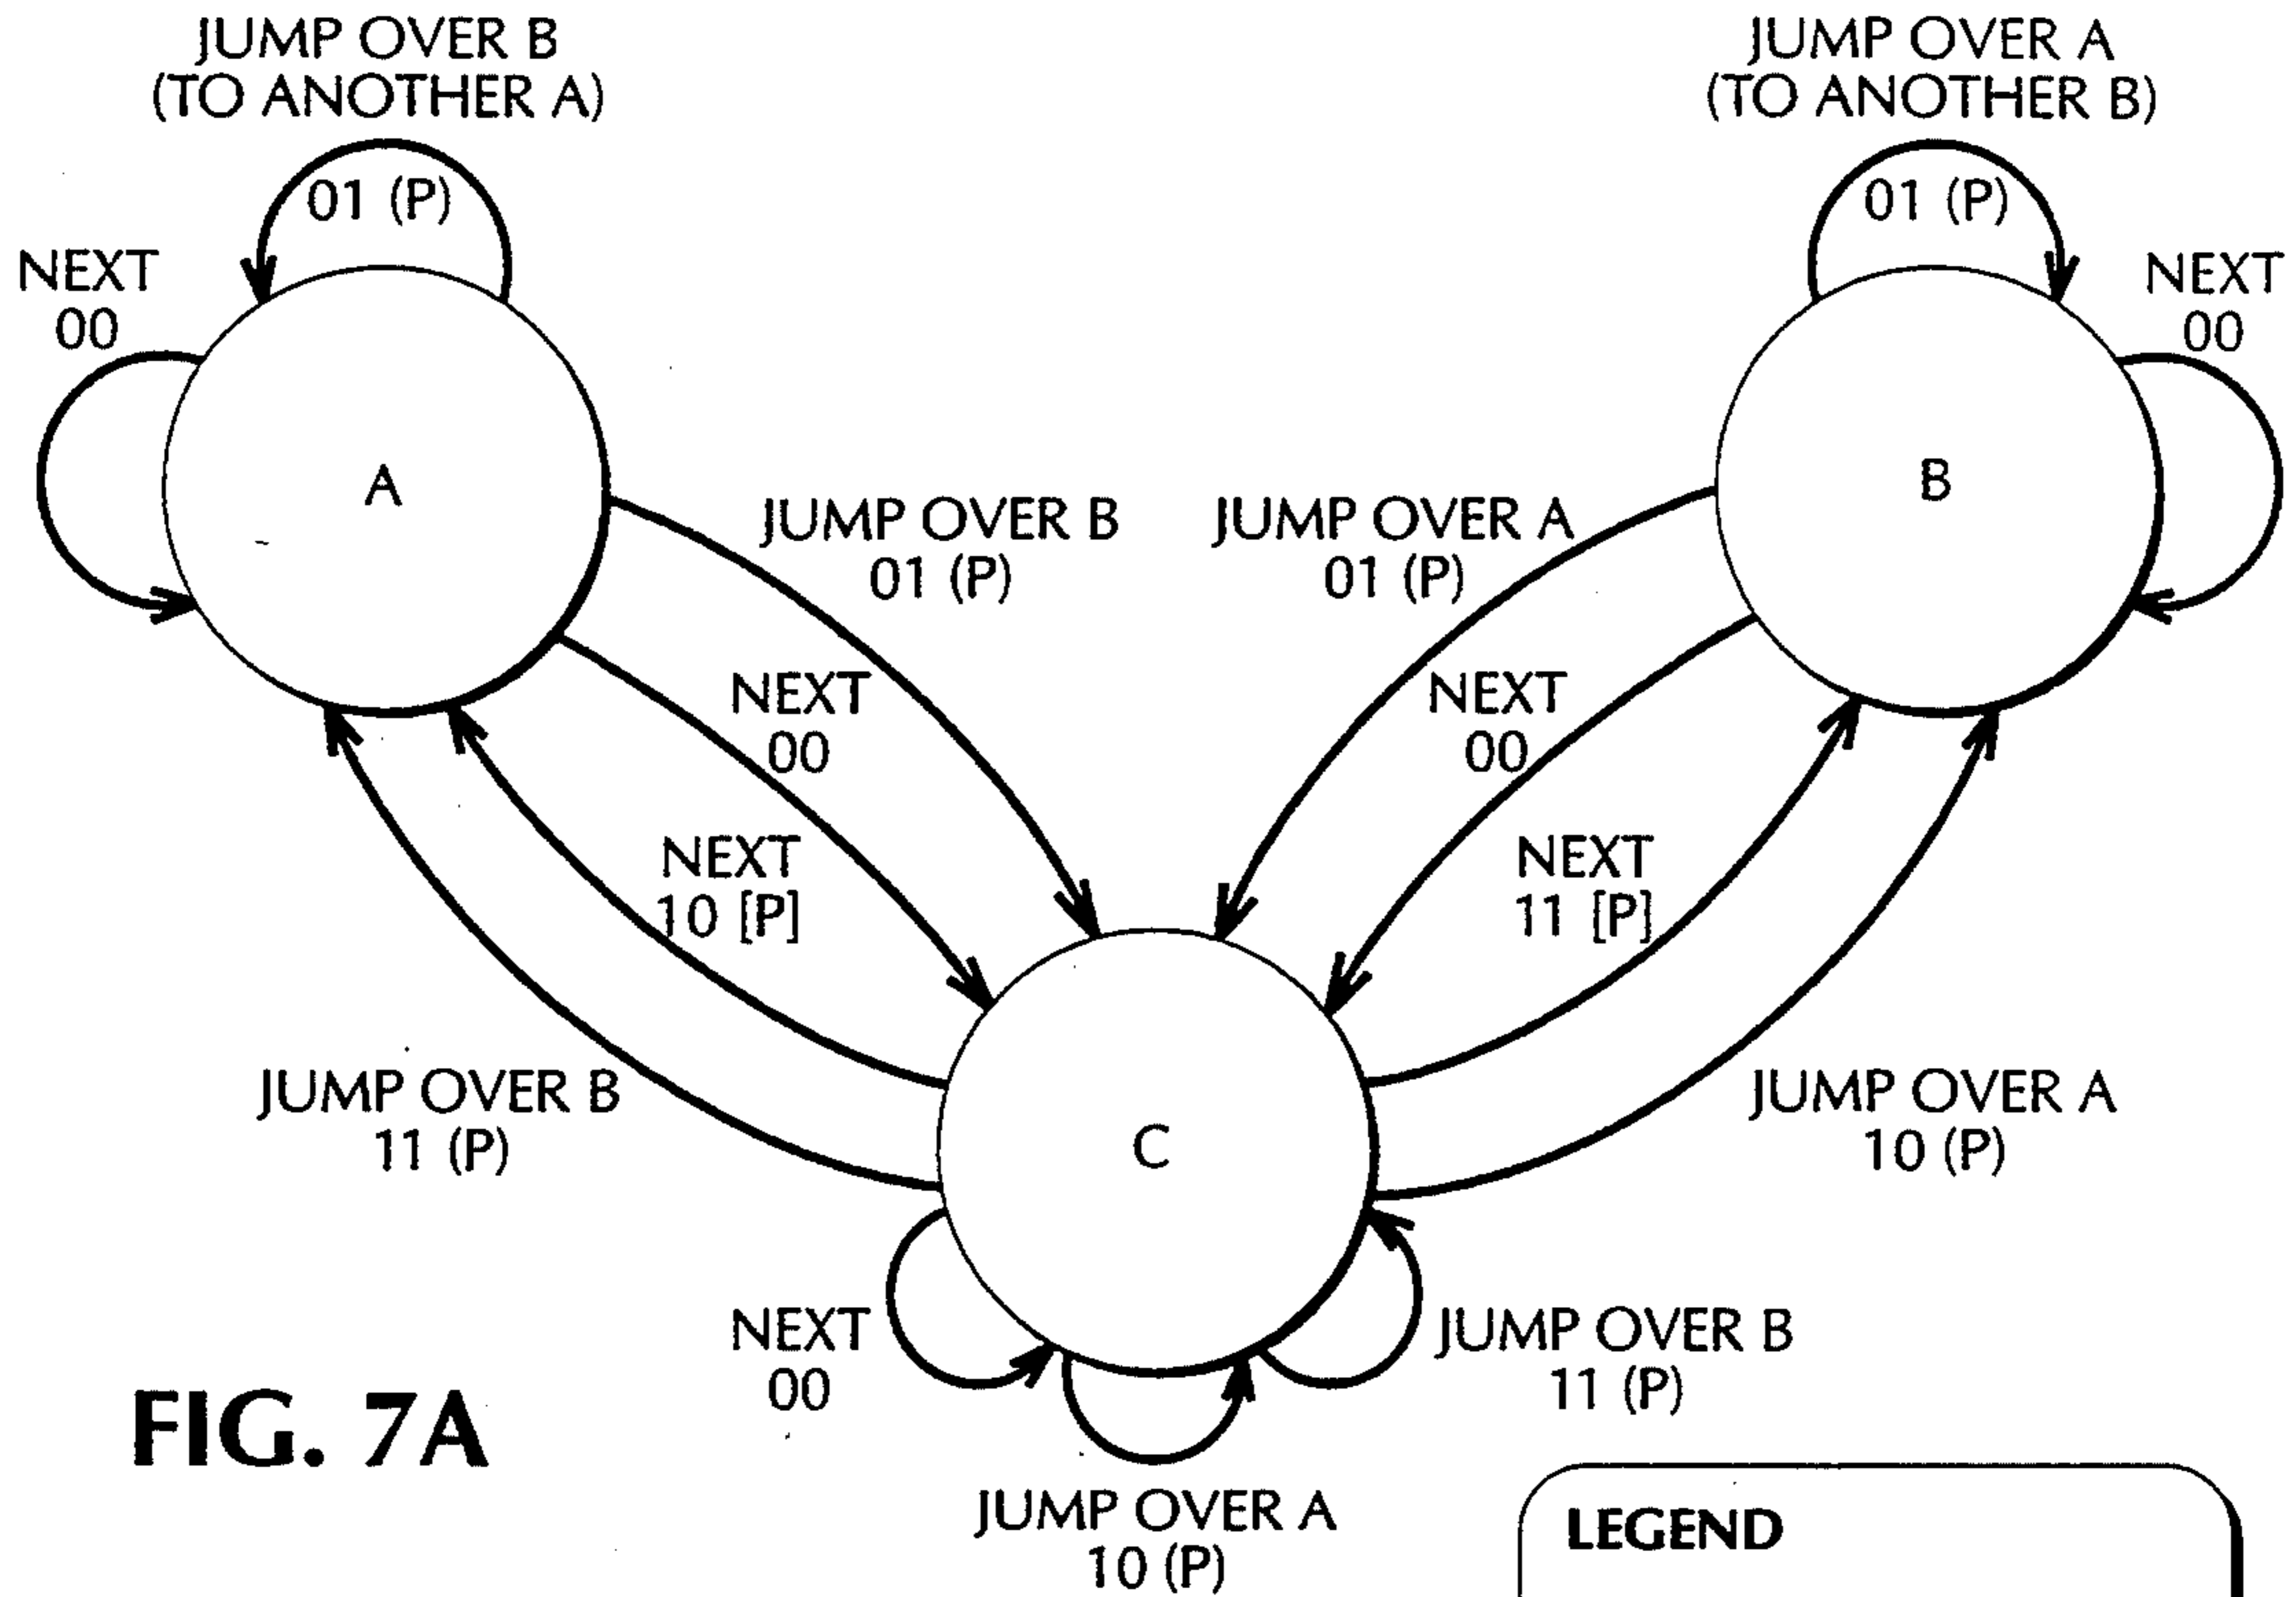 JUMP OVER B
(TO ANOTHER A)
01 (P)
NEXT
00
A
JUMP OVER A
(TO ANOTHER B)
01 (P)
NEXT
00
B
JUMP OVER B
01 (P)
JUMP OVER A
01 (P)
NEXT
00
NEXT
00
NEXT
10 [P]
NEXT
11 [P]
JUMP OVER B
11 (P)
C
JUMP OVER A
10 (P)
NEXT
00
JUMP OVER B
11 (P)
JUMP OVER A
10 (P)
FIG. 7A
LEGEND